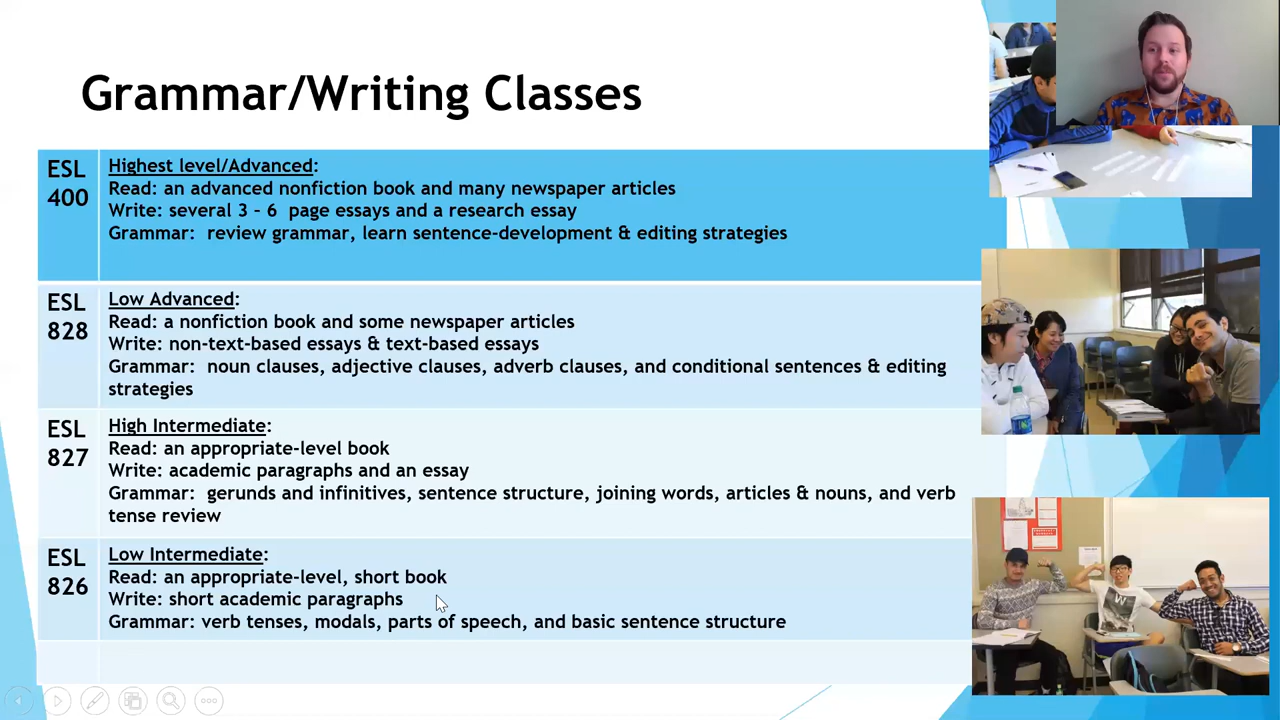 Grammar/Writing Classes
ESL
400
Highest level/Advanced:
Read: an advanced nonfiction book and many newspaper articles
Write: several 3 – 6  page essays and a research essay
Grammar:  review grammar, learn sentence-development & editing strategies
ESL
828
Low Advanced:
Read: a nonfiction book and some newspaper articles
Write: non-text-based essays & text-based essays
Grammar:  noun clauses, adjective clauses, adverb clauses, and conditional sentences & editing
strategies
ESL
827
High Intermediate:
Read: an appropriate-level book
Write: academic paragraphs and an essay
Grammar:  gerunds and infinitives, sentence structure, joining words, articles & nouns, and verb
tense review
ESL
826
Low Intermediate:
Read: an appropriate-level, short book
Write: short academic paragraphs
Grammar: verb tenses, modals, parts of speech, and basic sentence structure